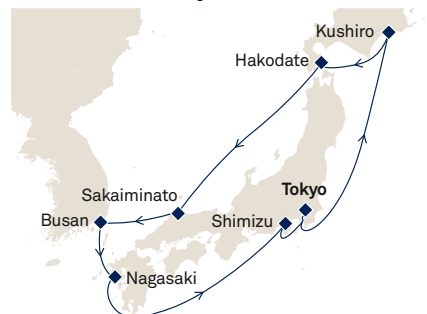 Kushiro
Hakodate
Sakaiminato
Tokyo
Busan
Shimizu
Nagasaki